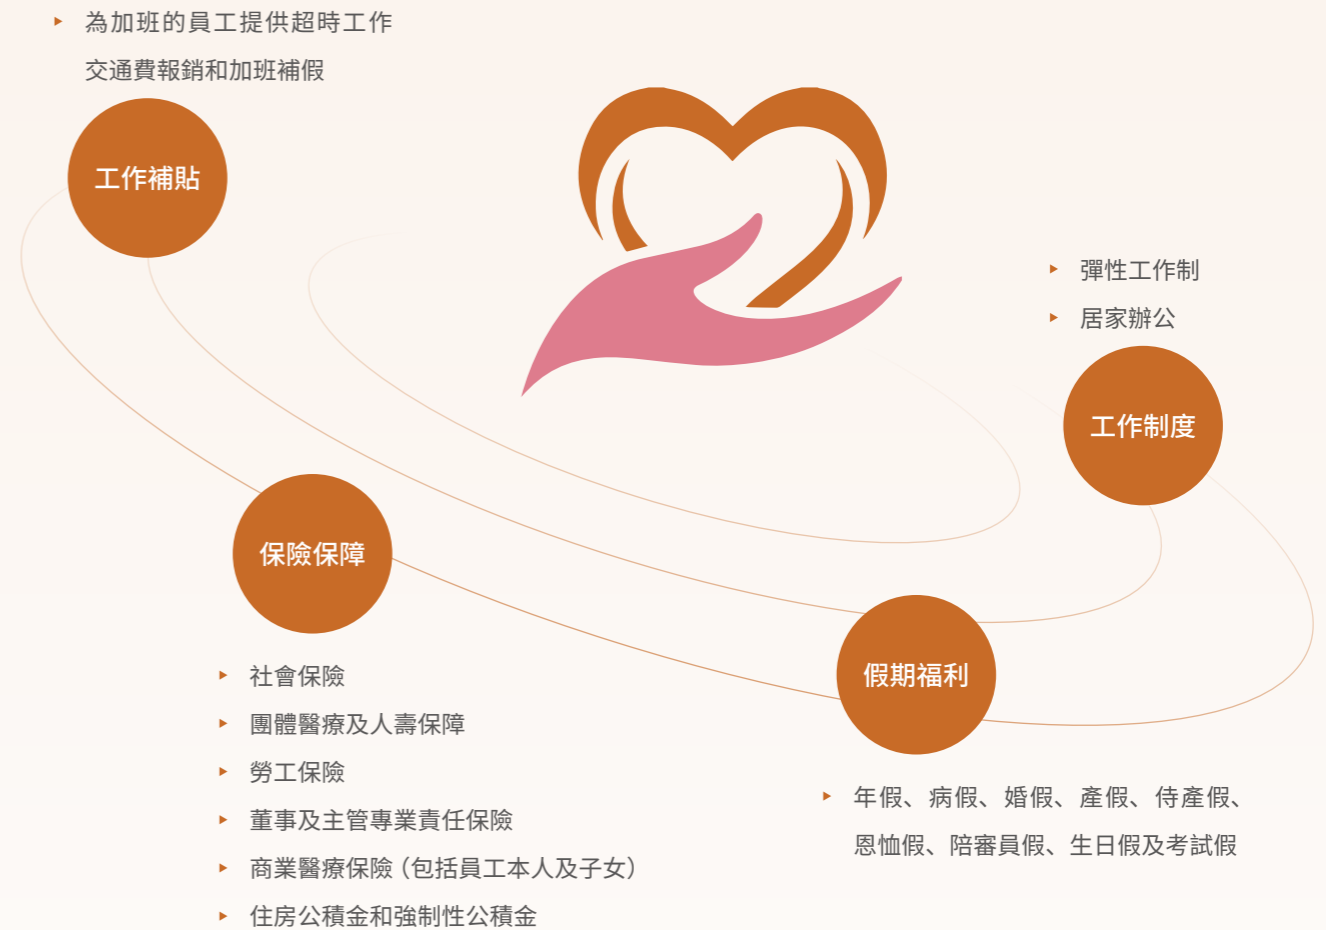 為加班的員工提供超時工作
交通費報銷和加班補假
工作補貼
彈性工作制
居家辦公
工作制度
保險保障
社會保險
團體醫療及人壽保障
勞工保險
董事及主管專業責任保險
商業醫療保險（包括員工本人及子女）
住房公積金和強制性公積金
假期福利
年假、病假、婚假、產假、侍產假、
恩恤假、陪審員假、生日假及考試假